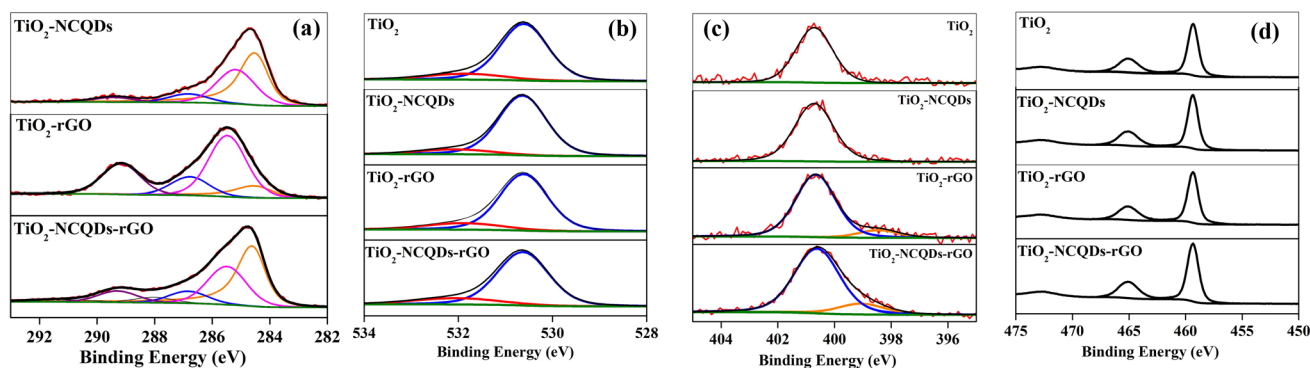 TiO2-NCQDs
(a)
TiO2-rGO
TiO2-NCQDs-rGO
292 290 288 286 284 282
Binding Energy (eV)
TiO2
(b)
TiO2-NCQDs
TiO2-rGO
TiO2-NCQDs-rGO
534 532 530 528
Binding Energy (eV)
(c)
TiO2
TiO2-NCQDs
TiO2-rGO
TiO2-NCQDs-rGO
404 402 400 398 396
Binding Energy (eV)
TiO2
(d)
TiO2-NCQDs
TiO2-rGO
TiO2-NCQDs-rGO
475 470 465 460 455 450
Binding Energy (eV)